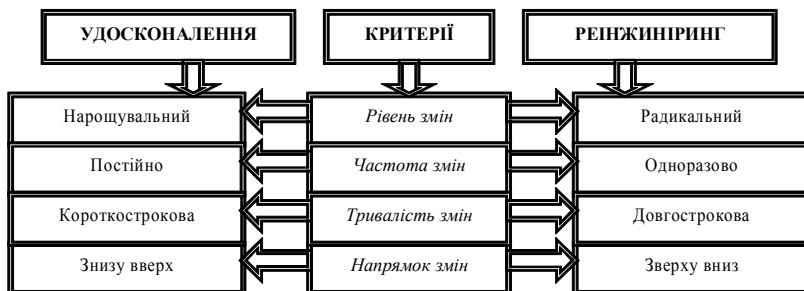 УДОСКОНАЛЕННЯ КРИТЕРІЇ РЕІНЖИНІРИНГ
Нарощувальний Рівень змін Радикальний
Постійно Частота змін Одноразово
Короткострокова Тривалість змін Довгострокова
Знизу вверх Напрямок змін Зверху вниз